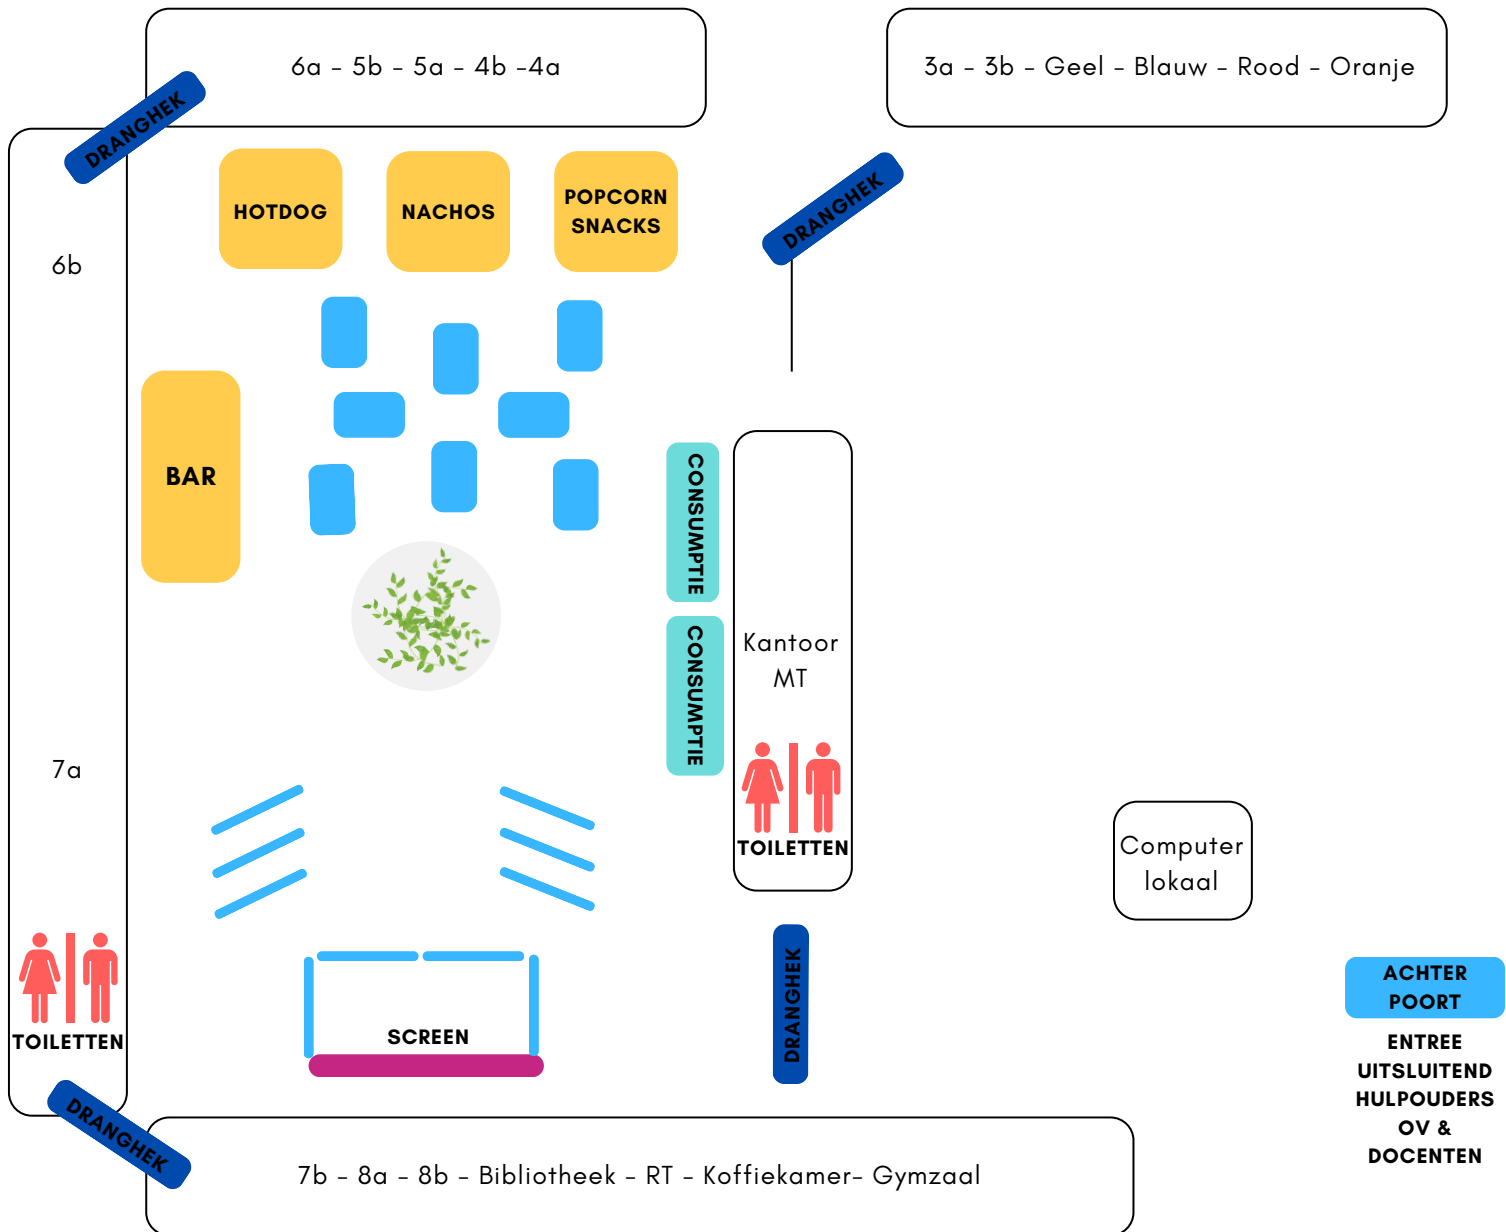 6a - 5b - 5a - 4b -4a
3a - 3b - Geel - Blauw - Rood - Oranje
DRANGHEK
HOTDOG
NACHOS
POPCORN
SNACKS
DRANGHEK
6b
BAR
CONSUMPTIE
CONSUMPTIE
Kantoor
MT
7a
TOILETTEN
Computer
lokaal
TOILETTEN
SCREEN
DRANGHEK
ACHTER
POORT
ENTREE
UITSLUITEND
HULPOUDERS
OV &
DOCENTEN
DRANGHEK
7b - 8a - 8b - Bibliotheek - RT - Koffiekamer- Gymzaal